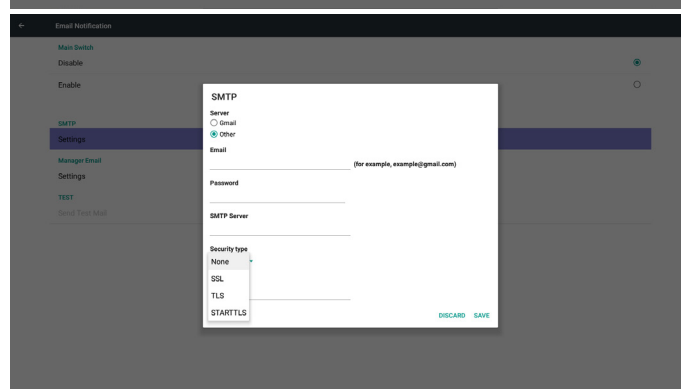 Email Notification
Main Switch
Disable
Enable
SMTP
Settings
Manager Email
Settings
TEST
Send Test Mail
SMTP
Server
Gmail
Other
Email
(for example, example@gmail.com)
Password
SMTP Server
Security type
None
SSL
TLS
STARTTLS
DISCARD SAVE